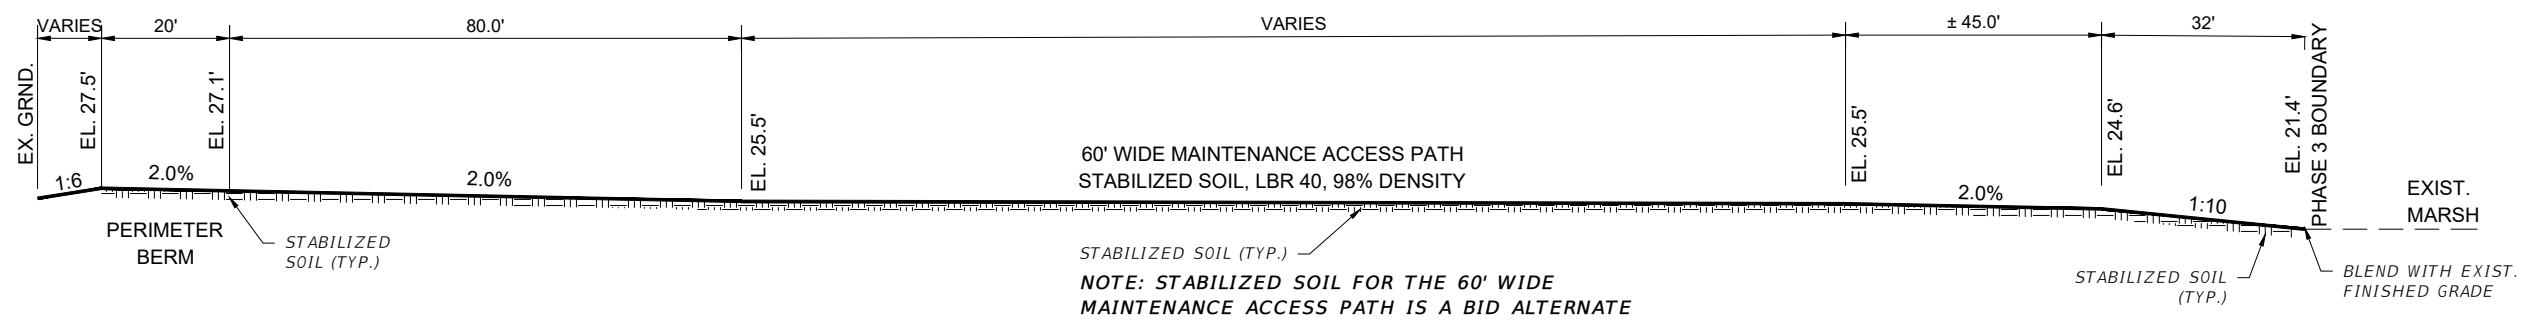 VARIES
20'
80.0'
VARIES
± 45.0'
32'
EX. GRND.
EL. 27.5'
EL. 27.1'
EL. 25.5'
EL. 25.5'
EL. 24.6'
EL. 21.4'
PHASE 3 BOUNDARY
1:6
2.0%
2.0%
60' WIDE MAINTENANCE ACCESS PATH
STABILIZED SOIL, LBR 40, 98% DENSITY
2.0%
1:10
EXIST.
MARSH
PERIMETER
BERM
STABILIZED
SOIL (TYP.)
STABILIZED SOIL (TYP.)
NOTE: STABILIZED SOIL FOR THE 60' WIDE
MAINTENANCE ACCESS PATH IS A BID ALTERNATE
STABILIZED SOIL
(TYP.)
BLEND WITH EXIST.
FINISHED GRADE